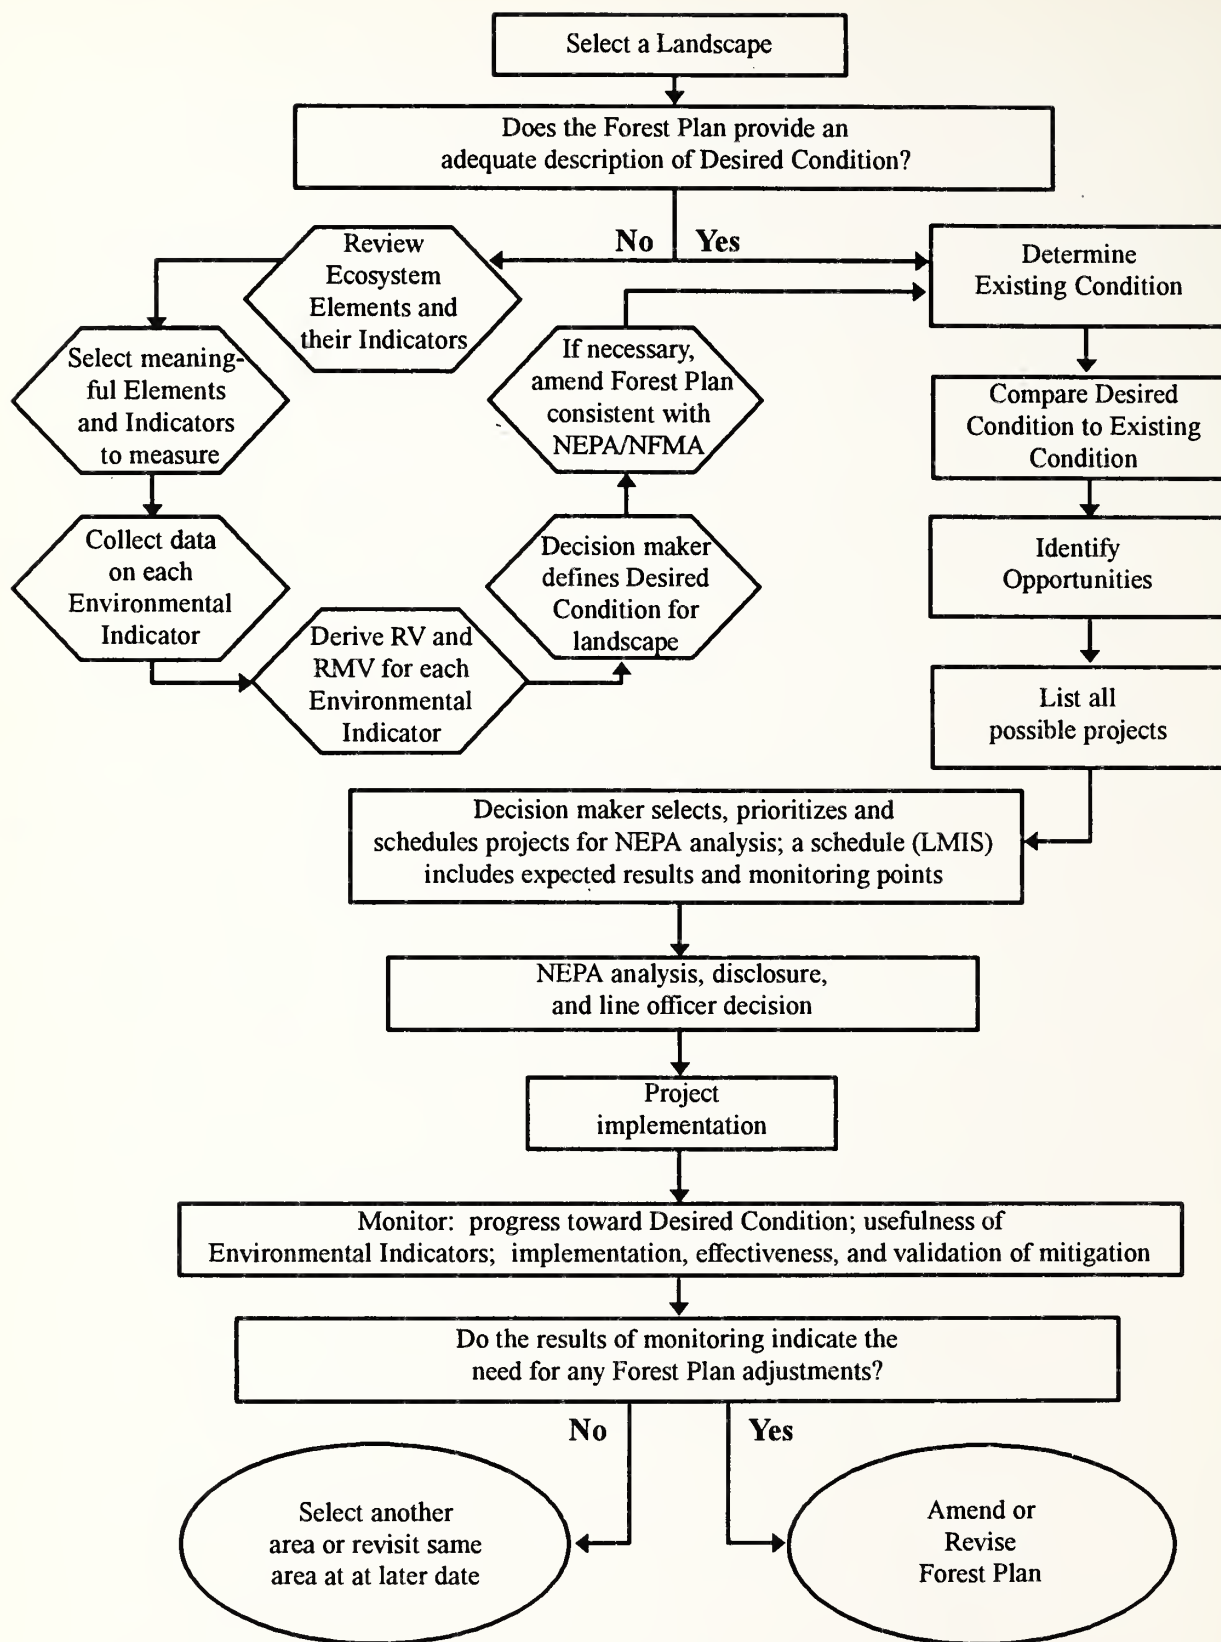 Select a Landscape
Does the Forest Plan provide an
adequate description of Desired Condition?
No
Yes
Review
Ecosystem
Elements and
their Indicators
Select meaning-
ful Elements
and Indicators
to measure
Collect data
on each
Environmental
Indicator
Derive RV and
RMV for each
Environmental
Indicator
Decision maker
defines Desired
Condition for
landscape
If necessary,
amend Forest Plan
consistent with
NEPA/NFMA
Determine
Existing Condition
Compare Desired
Condition to Existing
Condition
Identify
Opportunities
List all
possible projects
Decision maker selects, prioritizes and
schedules projects for NEPA analysis; a schedule (LMIS)
includes expected results and monitoring points
NEPA analysis, disclosure,
and line officer decision
Project
implementation
Monitor: progress toward Desired Condition; usefulness of
Environmental Indicators; implementation, effectiveness, and validation of mitigation
Do the results of monitoring indicate the
need for any Forest Plan adjustments?
No
Yes
Select another
area or revisit same
area at at later date
Amend or
Revise
Forest Plan